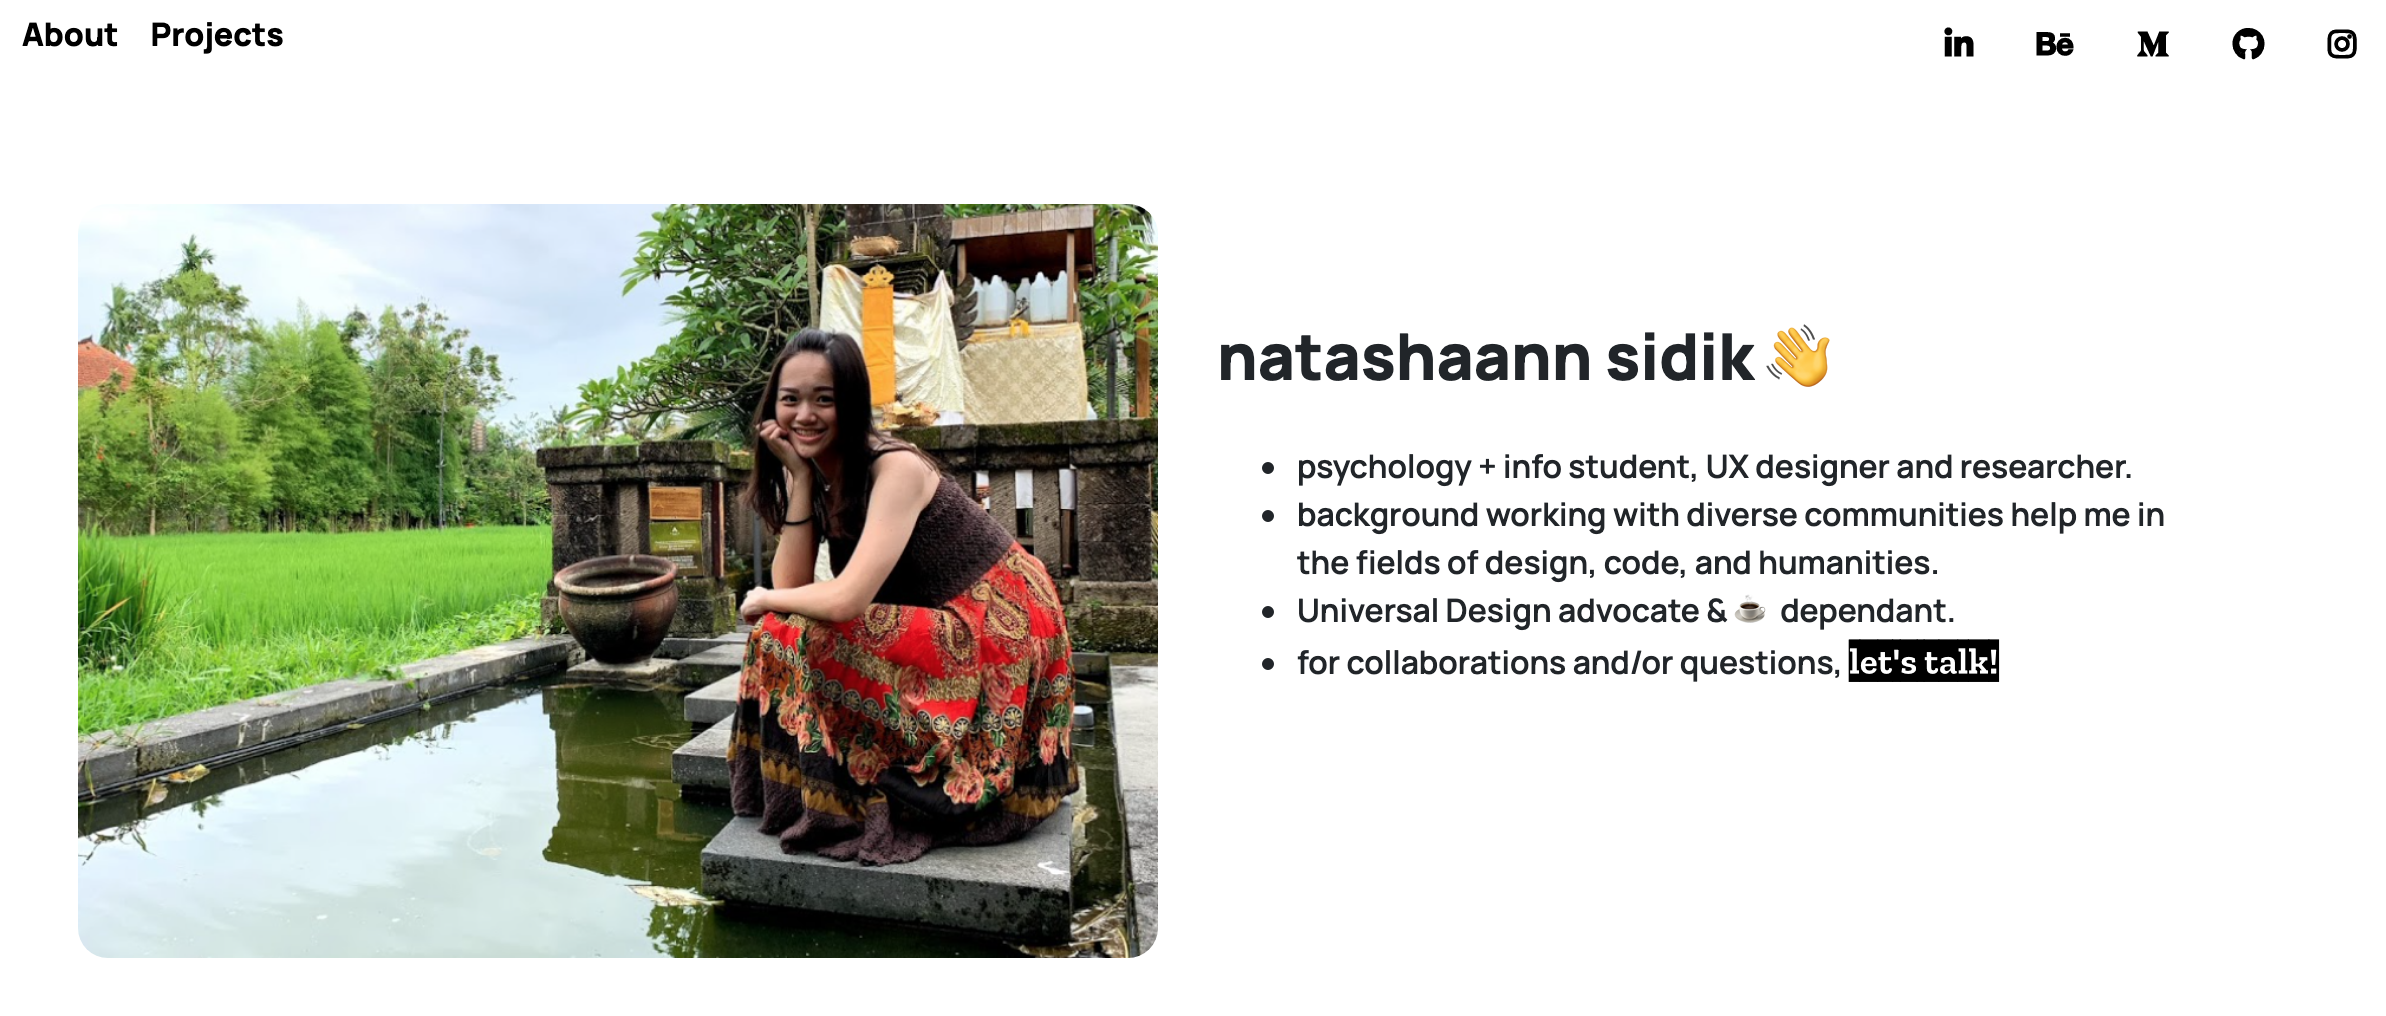 About Projects
in Bē M
natashaann sidik 👋
psychology + info student, UX designer and researcher.
background working with diverse communities help me in
the fields of design, code, and humanities.
Universal Design advocate & ☕ dependant.
for collaborations and/or questions, let's talk!